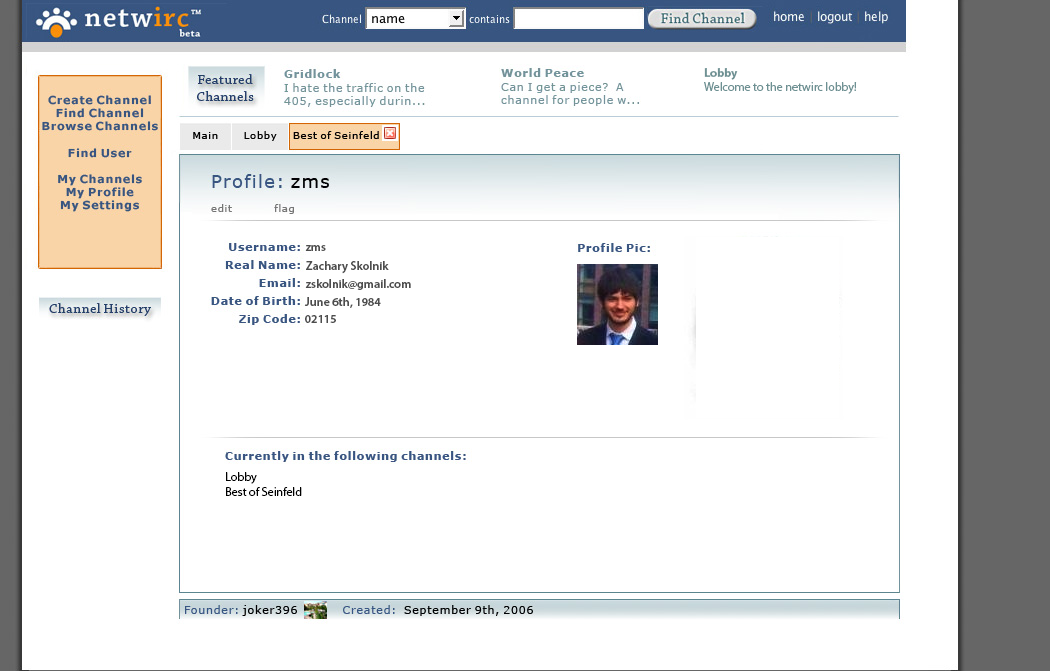 netwirc™
beta
Channel name contains Find Channel home logout help
Create Channel
Find Channel
Browse Channels
Find User
My Channels
My Profile
My Settings
Channel History
Featured
Channels
Gridlock
I hate the traffic on the
405, especially durin...
World Peace
Can I get a piece? A
channel for people w...
Lobby
Welcome to the netwirc lobby!
Main Lobby Best of Seinfeld
Profile: zms
edit flag
Username: zms
Real Name: Zachary Skolnik
Email: zskolnik@gmail.com
Date of Birth: June 6th, 1984
Zip Code: 02115
Profile Pic:
Currently in the following channels:
Lobby
Best of Seinfeld
Founder: joker396 Created: September 9th, 2006